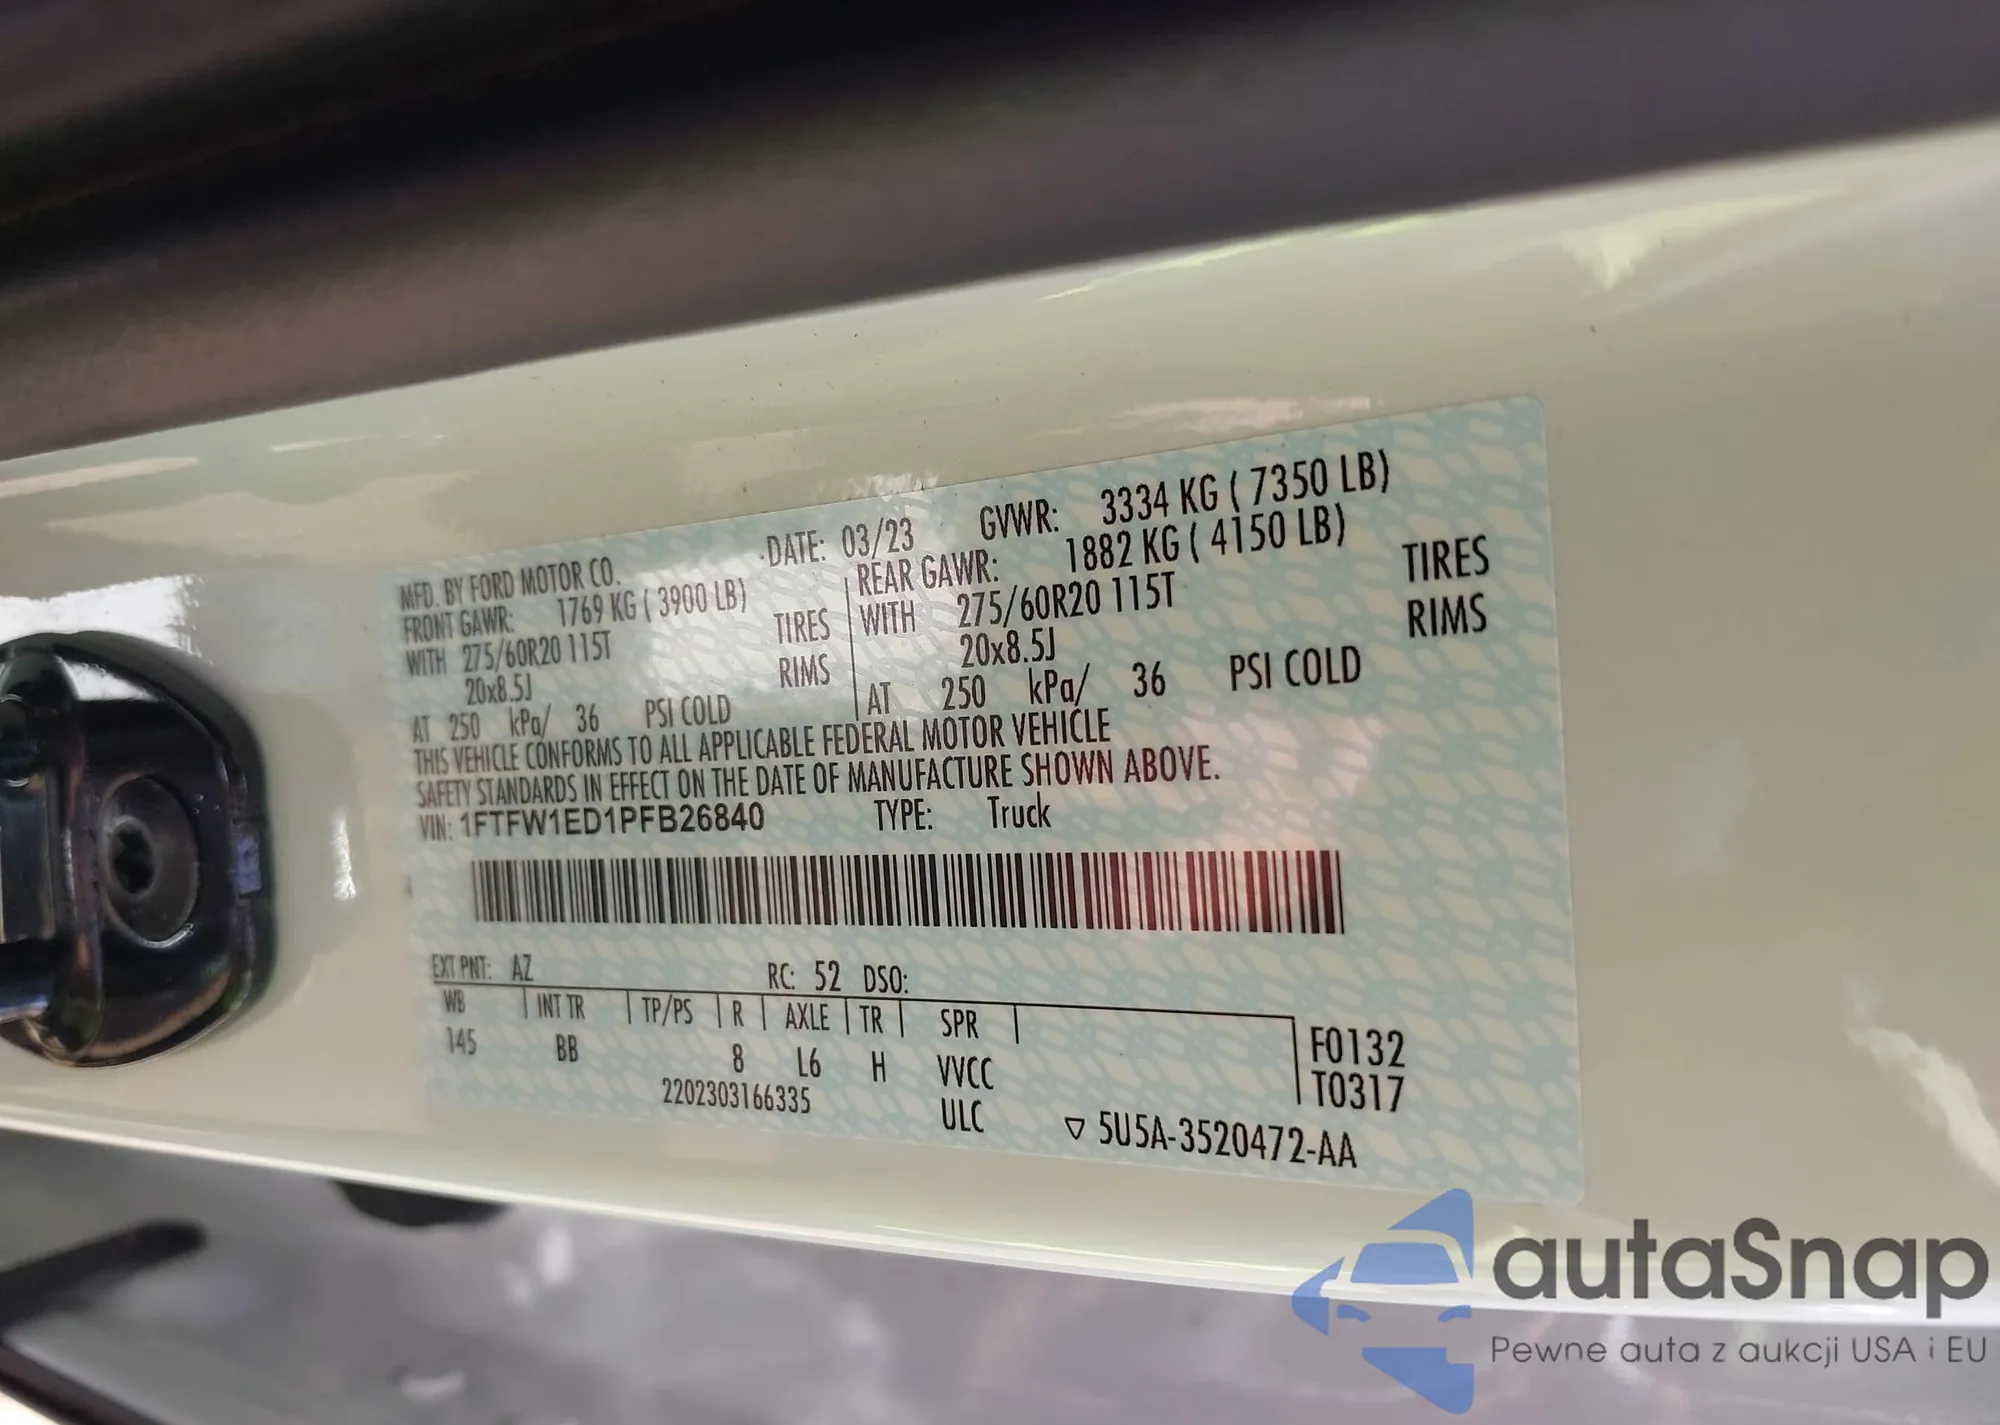 MFD. BY FORD MOTOR CO. DATE: 03/23 GVWR: 3334 KG ( 7350 LB)
FRONT GAWR: 1769 KG ( 3900 LB) REAR GAWR: 1882 KG ( 4150 LB)
WITH 275/60R20 115T TIRES WITH 275/60R20 115T TIRES
20x8.5J RIMS 20x8.5J RIMS
AT 250 kPa/ 36 PSI COLD AT 250 kPa/ 36 PSI COLD
THIS VEHICLE CONFORMS TO ALL APPLICABLE FEDERAL MOTOR VEHICLE
SAFETY STANDARDS IN EFFECT ON THE DATE OF MANUFACTURE SHOWN ABOVE.
VIN: 1FTFW1ED1PFB26840 TYPE: Truck
EXT PNT: AZ RC: 52 DSO:
WB INT TR TP/PS R AXLE TR SPR F0132
145 BB 8 L6 H VVCC T0317
2202303166335 ULC ▽ 5U5A-3520472-AA
autaSnap
Pewne auta z aukcji USA i EU